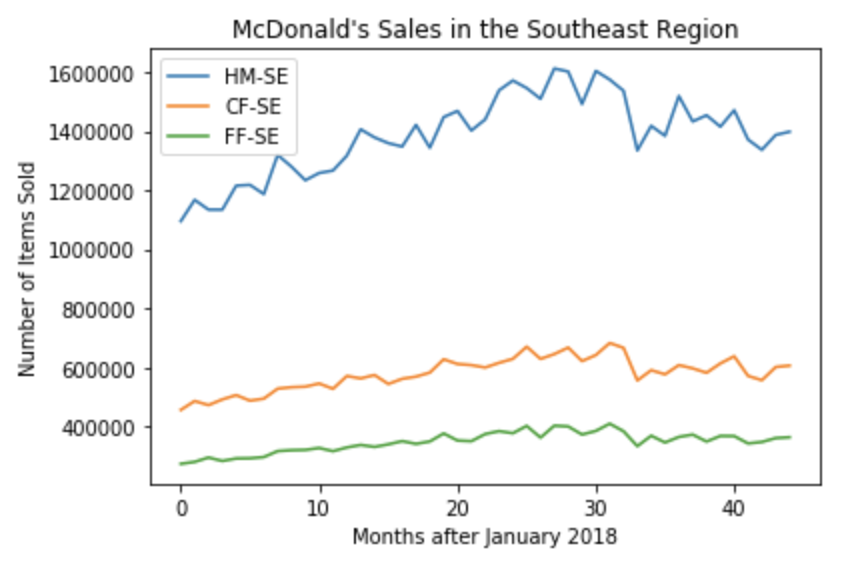 McDonald's Sales in the Southeast Region
HM-SE
CF-SE
FF-SE
Number of Items Sold
1600000
1400000
1200000
1000000
800000
600000
400000
0 10 20 30 40
Months after January 2018